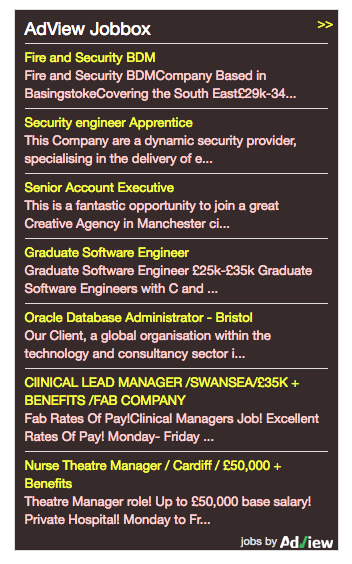 AdView Jobbox
>>
Fire and Security BDM
Fire and Security BDMCompany Based in
BasingstokeCovering the South East£29k-34...
Security engineer Apprentice
This Company are a dynamic security provider,
specialising in the delivery of e...
Senior Account Executive
This is a fantastic opportunity to join a great
Creative Agency in Manchester ci...
Graduate Software Engineer
Graduate Software Engineer £25k-£35k Graduate
Software Engineers with C and ...
Oracle Database Administrator - Bristol
Our Client, a global organisation within the
technology and consultancy sector i...
ClINICAL LEAD MANAGER /SWANSEA/£35K +
BENEFITS /FAB COMPANY
Fab Rates Of Pay!Clinical Managers Job! Excellent
Rates Of Pay! Monday- Friday ...
Nurse Theatre Manager / Cardiff / £50,000 +
Benefits
Theatre Manager role! Up to £50,000 base salary!
Private Hospital! Monday to Fr...
jobs by AdView